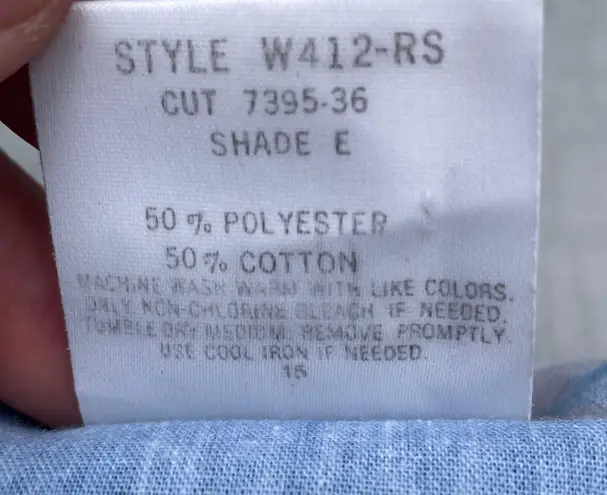 STYLE W412-RS
CUT 7395-36
SHADE E
50 % POLYESTER
50 % COTTON
MACHINE WASH WARM WITH LIKE COLORS.
ONLY NON-CHLORINE BLEACH IF NEEDED.
TUMBLE DRY MEDIUM. REMOVE PROMPTLY
USE COOL IRON IF NEEDED.
15